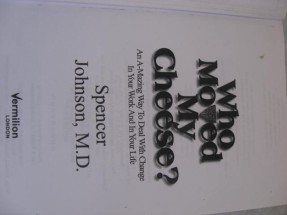 Who
Moved
My
Cheese?
An A-Mazing Way To Deal With Change
In Your Work And In Your Life
Spencer
Johnson, M.D.
Vermilion
LONDON